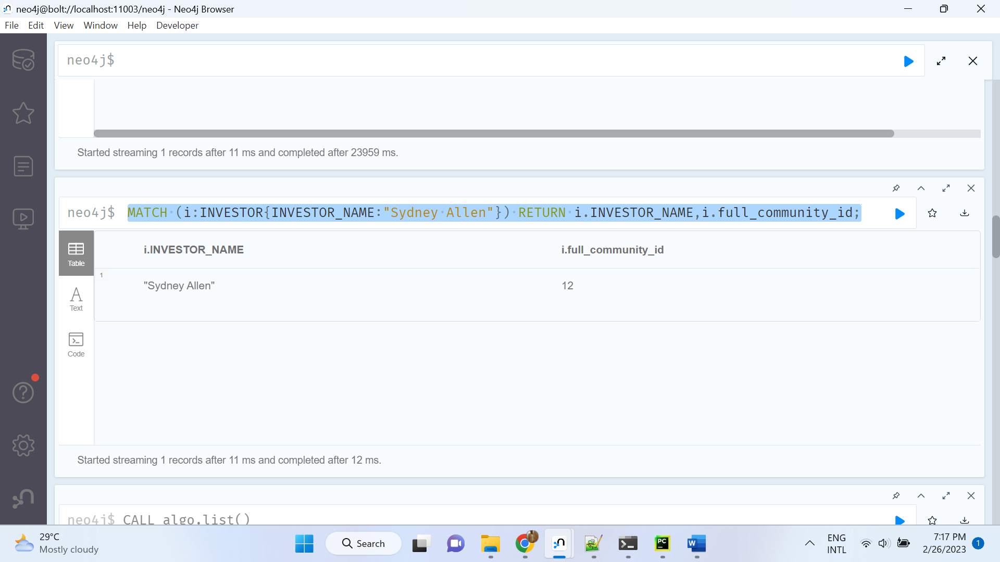 neo4j@bolt://localhost:11003/neo4j - Neo4j Browser
File Edit View Window Help Developer
neo4j$
Started streaming 1 records after 11 ms and completed after 23959 ms.
neo4j$ MATCH (i:INVESTOR{INVESTOR_NAME:"Sydney Allen"}) RETURN i.INVESTOR_NAME,i.full_community_id;
Table
Text
Code
i.INVESTOR_NAME i.full_community_id
1
"Sydney Allen" 12
Started streaming 1 records after 11 ms and completed after 12 ms.
neo4j$ CALL algo.list()
29°C
Mostly cloudy
Search
PC
W
ENG
INTL
7:17 PM
2/26/2023
1